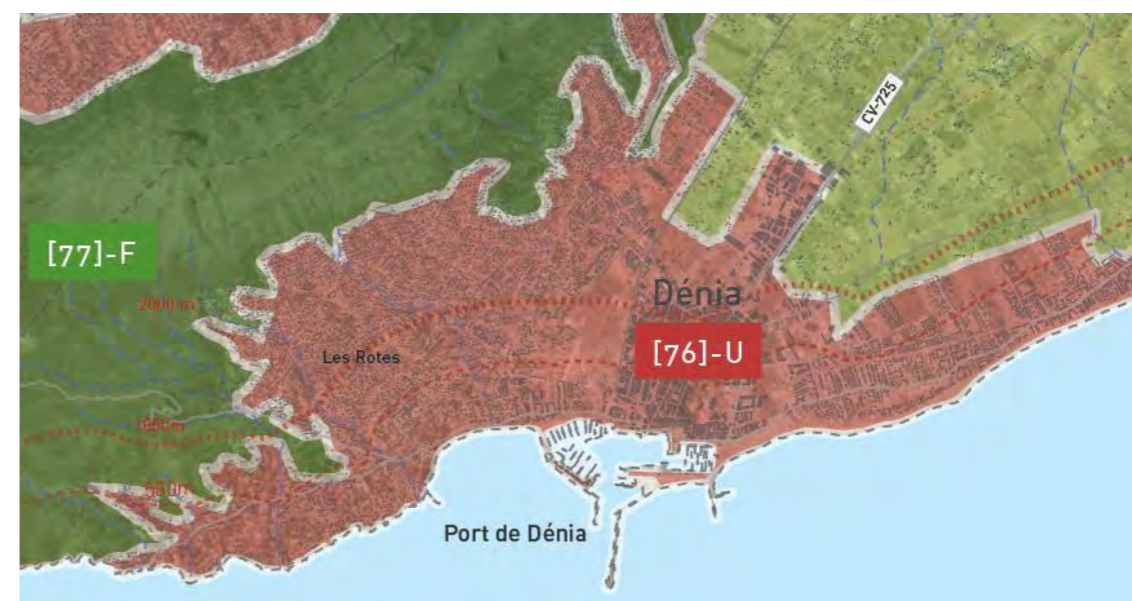 CV-725
[77]-F
2000 m
Dénia
[76]-U
Les Rotes
1000m
500m
Port de Dénia